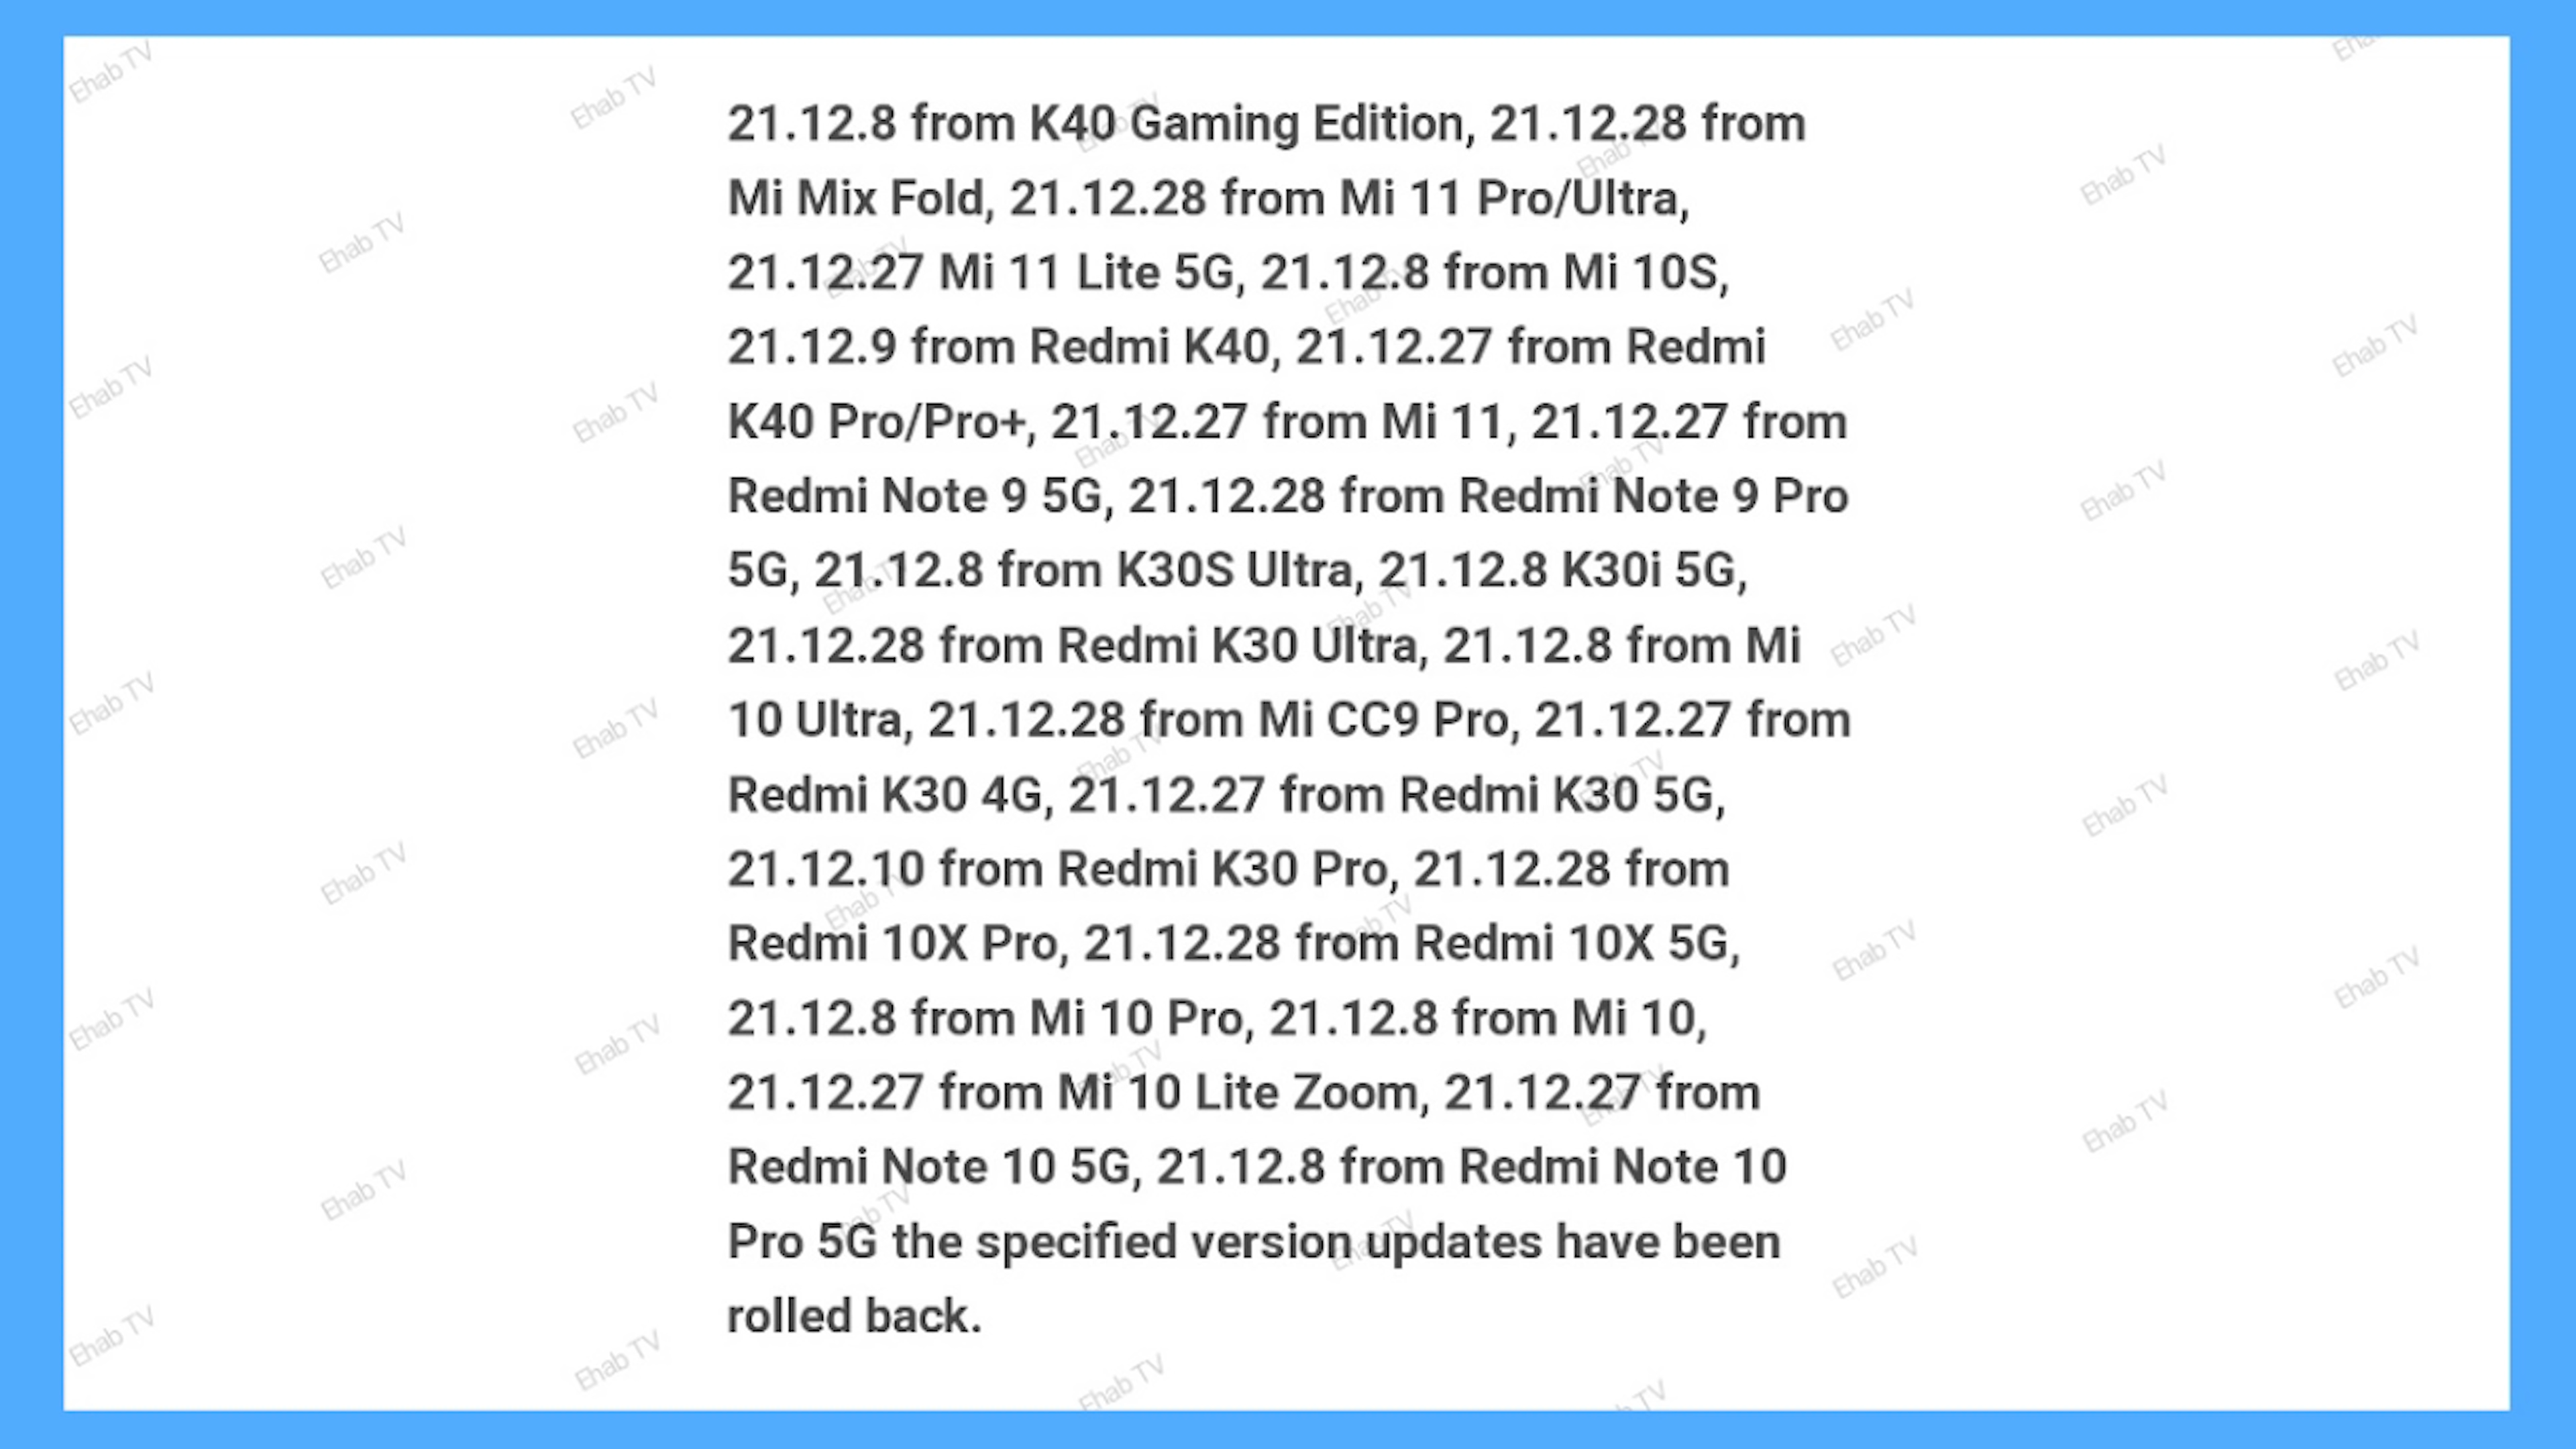 21.12.8 from K40 Gaming Edition, 21.12.28 from
Mi Mix Fold, 21.12.28 from Mi 11 Pro/Ultra,
21.12.27 Mi 11 Lite 5G, 21.12.8 from Mi 10S,
21.12.9 from Redmi K40, 21.12.27 from Redmi
K40 Pro/Pro+, 21.12.27 from Mi 11, 21.12.27 from
Redmi Note 9 5G, 21.12.28 from Redmi Note 9 Pro
5G, 21.12.8 from K30S Ultra, 21.12.8 K30i 5G,
21.12.28 from Redmi K30 Ultra, 21.12.8 from Mi
10 Ultra, 21.12.28 from Mi CC9 Pro, 21.12.27 from
Redmi K30 4G, 21.12.27 from Redmi K30 5G,
21.12.10 from Redmi K30 Pro, 21.12.28 from
Redmi 10X Pro, 21.12.28 from Redmi 10X 5G,
21.12.8 from Mi 10 Pro, 21.12.8 from Mi 10,
21.12.27 from Mi 10 Lite Zoom, 21.12.27 from
Redmi Note 10 5G, 21.12.8 from Redmi Note 10
Pro 5G the specified version updates have been
rolled back.
Ehab TV